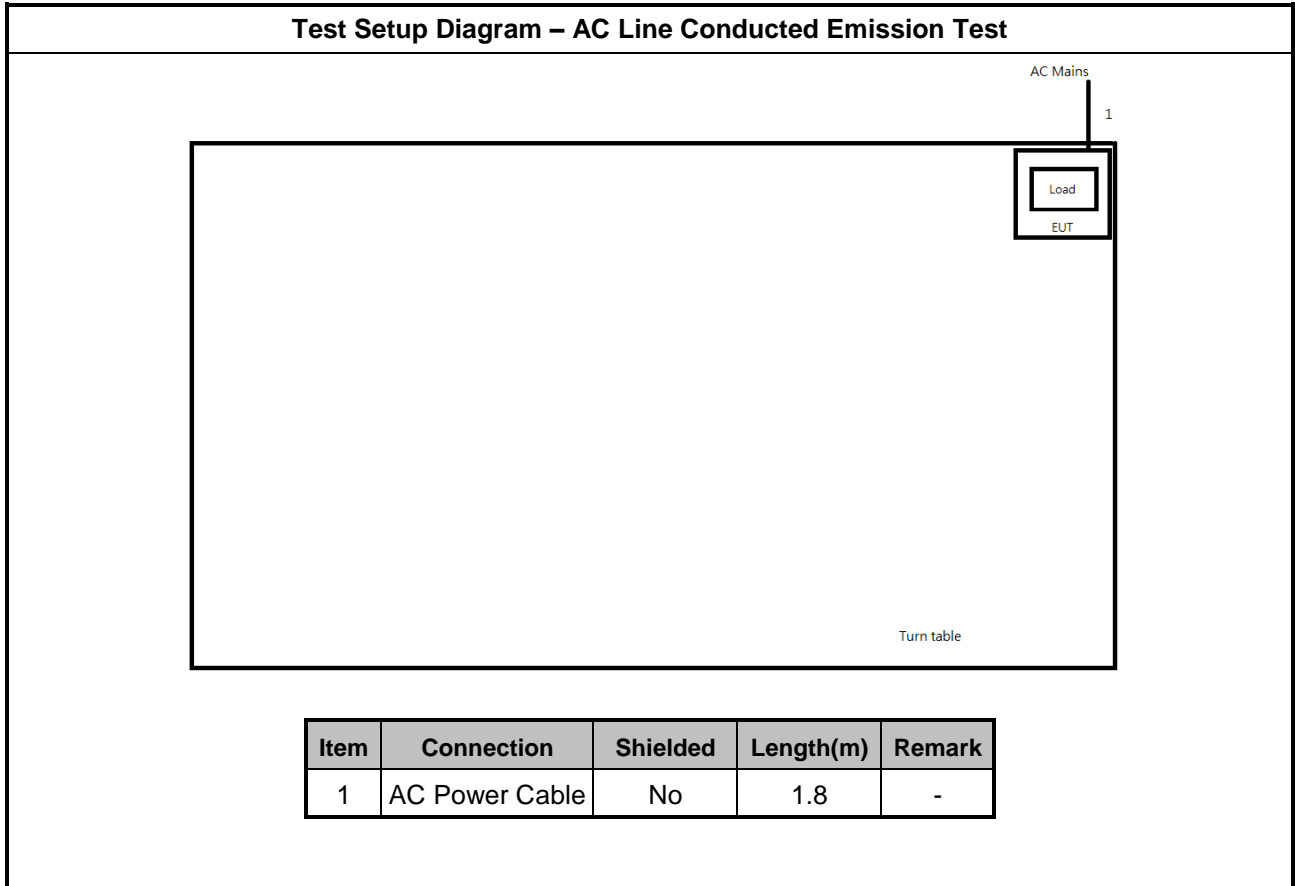 Test Setup Diagram – AC Line Conducted Emission Test
AC Mains
1
Load
EUT
Turn table
Item Connection Shielded Length(m) Remark
1 AC Power Cable No 1.8 -